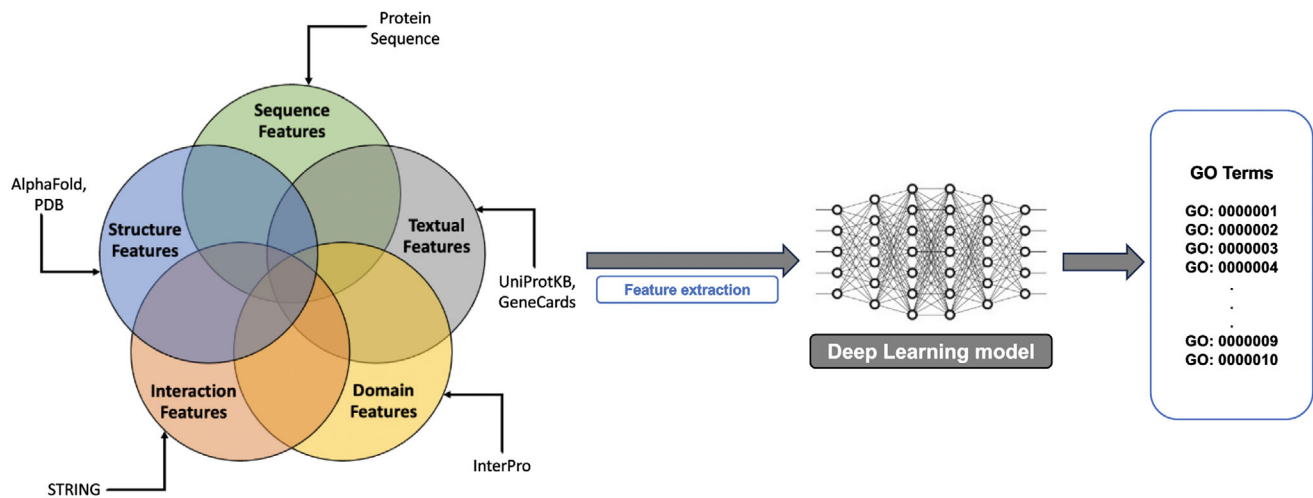 Protein
Sequence
Sequence
Features
AlphaFold,
PDB
Structure
Features
Textual
Features
UniProtKB,
GeneCards
Interaction
Features
Domain
Features
InterPro
STRING
Feature extraction
Deep Learning model
GO Terms
GO: 0000001
GO: 0000002
GO: 0000003
GO: 0000004
.
.
.
GO: 0000009
GO: 0000010